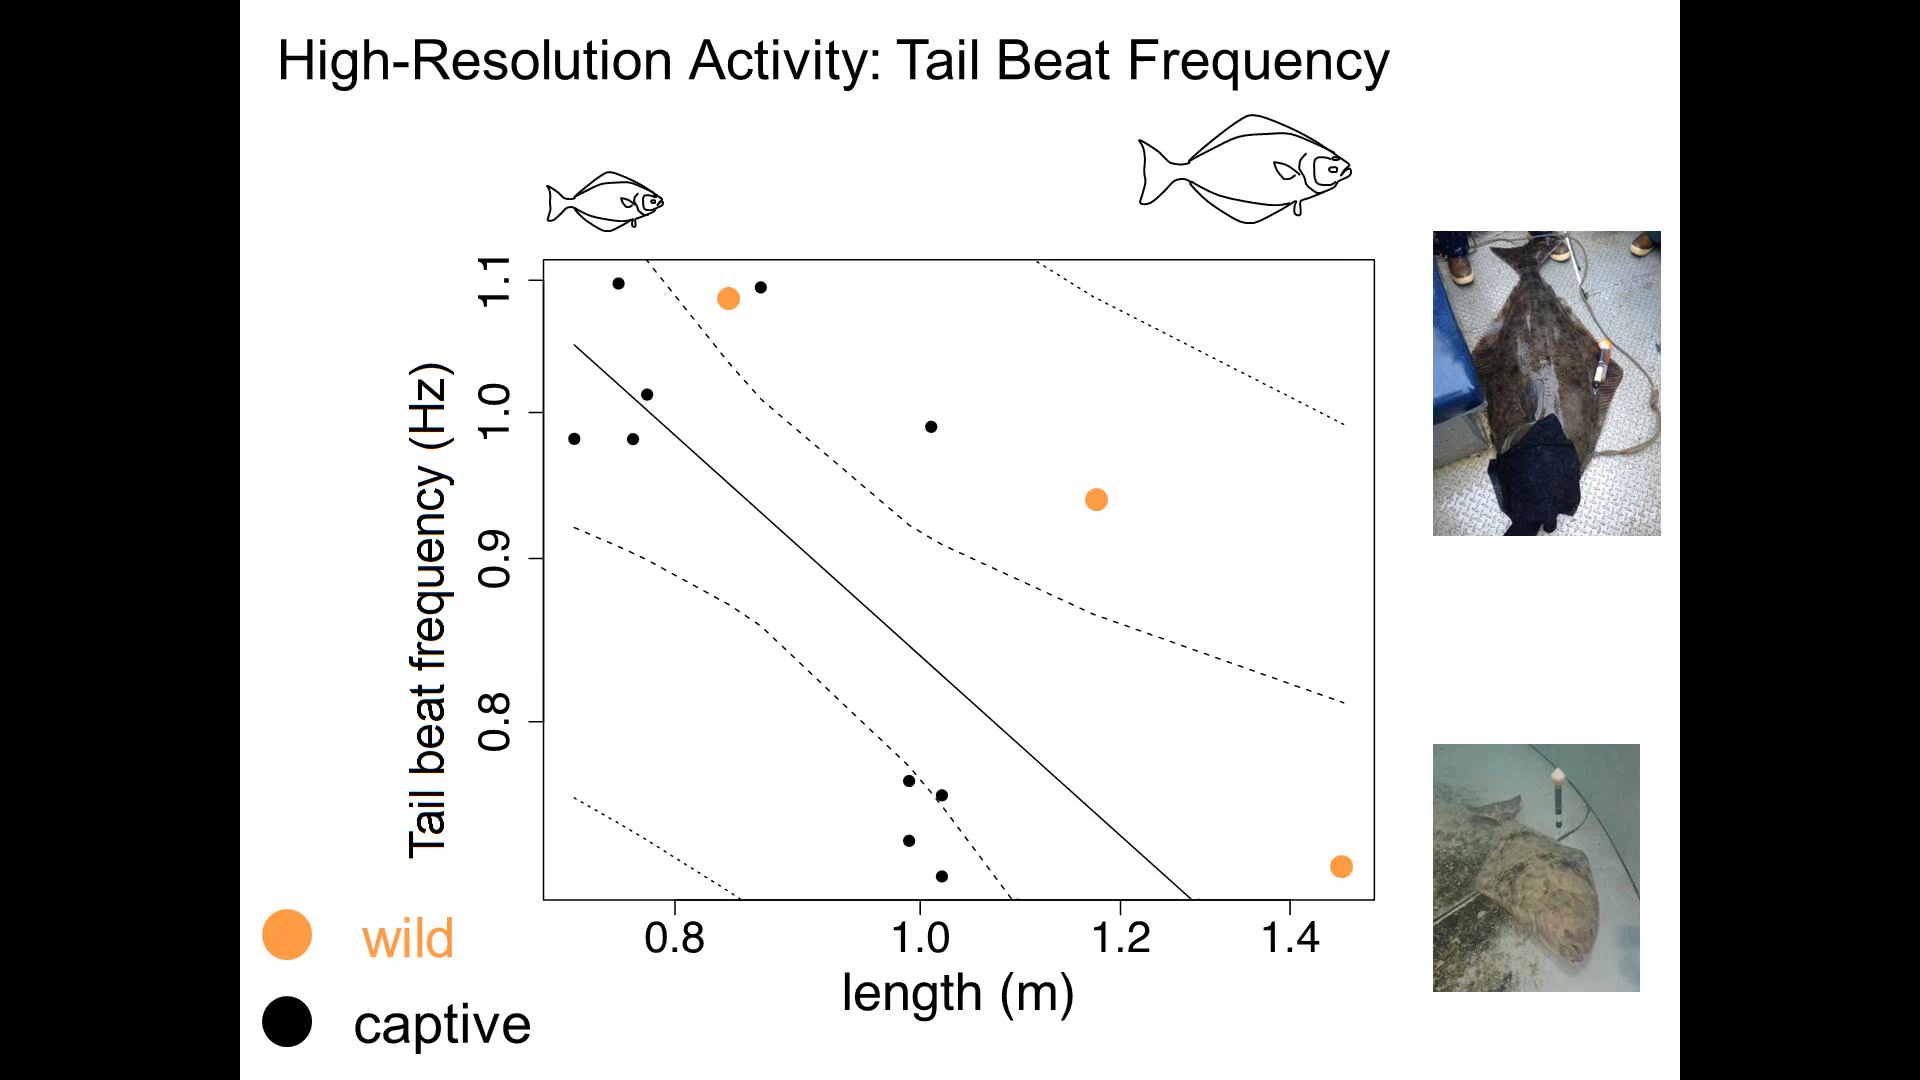 High-Resolution Activity: Tail Beat Frequency
Tail beat frequency (Hz)
1.1
1.0
0.9
0.8
0.8 1.0 1.2 1.4
length (m)
wild
captive